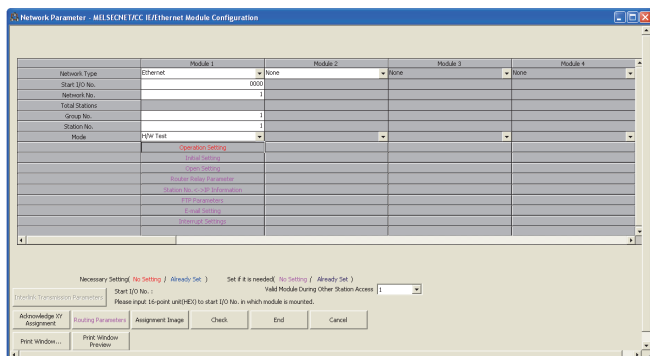 Network Parameter - MELSECNET/CC IE/Ethernet Module Configuration
Module 1 Module 2 Module 3 Module 4
Network Type Ethernet None None None
Start I/O No. 0000
Network No. 1
Total Stations
Group No. 1
Station No. 1
Mode H/W Test
Operation Setting
Initial Setting
Open Setting
Router Relay Parameter
Station No.<->IP Information
FTP Parameters
E-mail Setting
Interrupt Settings
Necessary Setting( No Setting / Already Set ) Set if it is needed( No Setting / Already Set )
Interlink Transmission Parameters Start I/O No. : Valid Module During Other Station Access 1
Please input 16-point unit(HEX) to start I/O No. in which module is mounted.
Acknowledge XY Assignment Routing Parameters Assignment Image Check End Cancel
Print Window... Print Window Preview